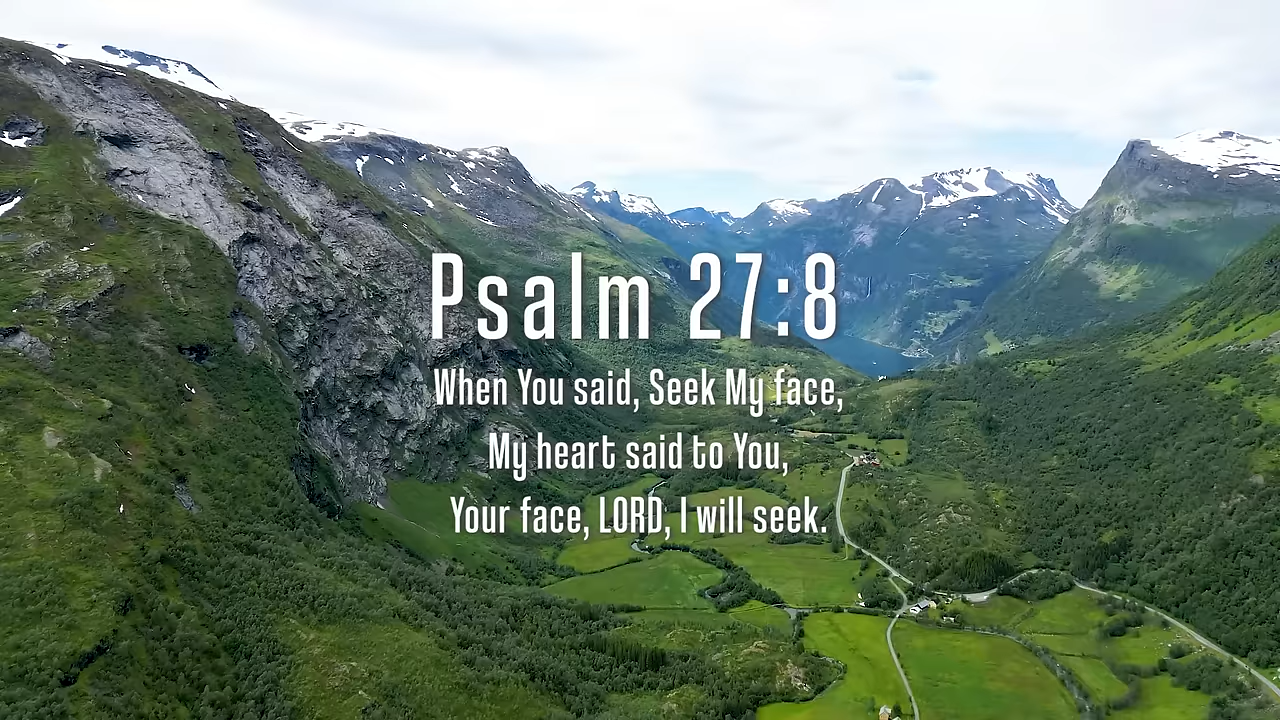 Psalm 27:8
When You said, Seek My face,
My heart said to You,
Your face, LORD, I will seek.